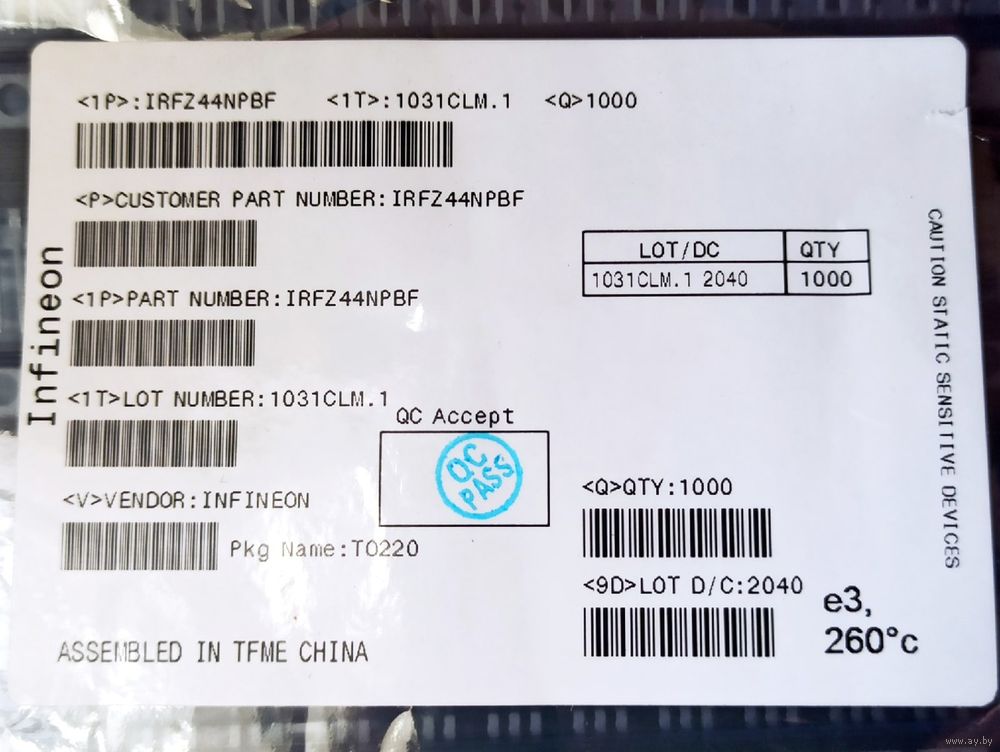 <1P>:IRFZ44NPBF <1T>:1031CLM.1 <Q>1000
<P>CUSTOMER PART NUMBER:IRFZ44NPBF
<1P>PART NUMBER:IRFZ44NPBF
<1T>LOT NUMBER:1031CLM.1
<V>VENDOR:INFINEON
Pkg Name:TO220
ASSEMBLED IN TFME CHINA
Infineon
QC Accept
QC
PASS
LOT/DC QTY
1031CLM.1 2040 1000
<Q>QTY:1000
<9D>LOT D/C:2040
e3,
260°c
CAUTION STATIC SENSITIVE DEVICES
www.ay.by